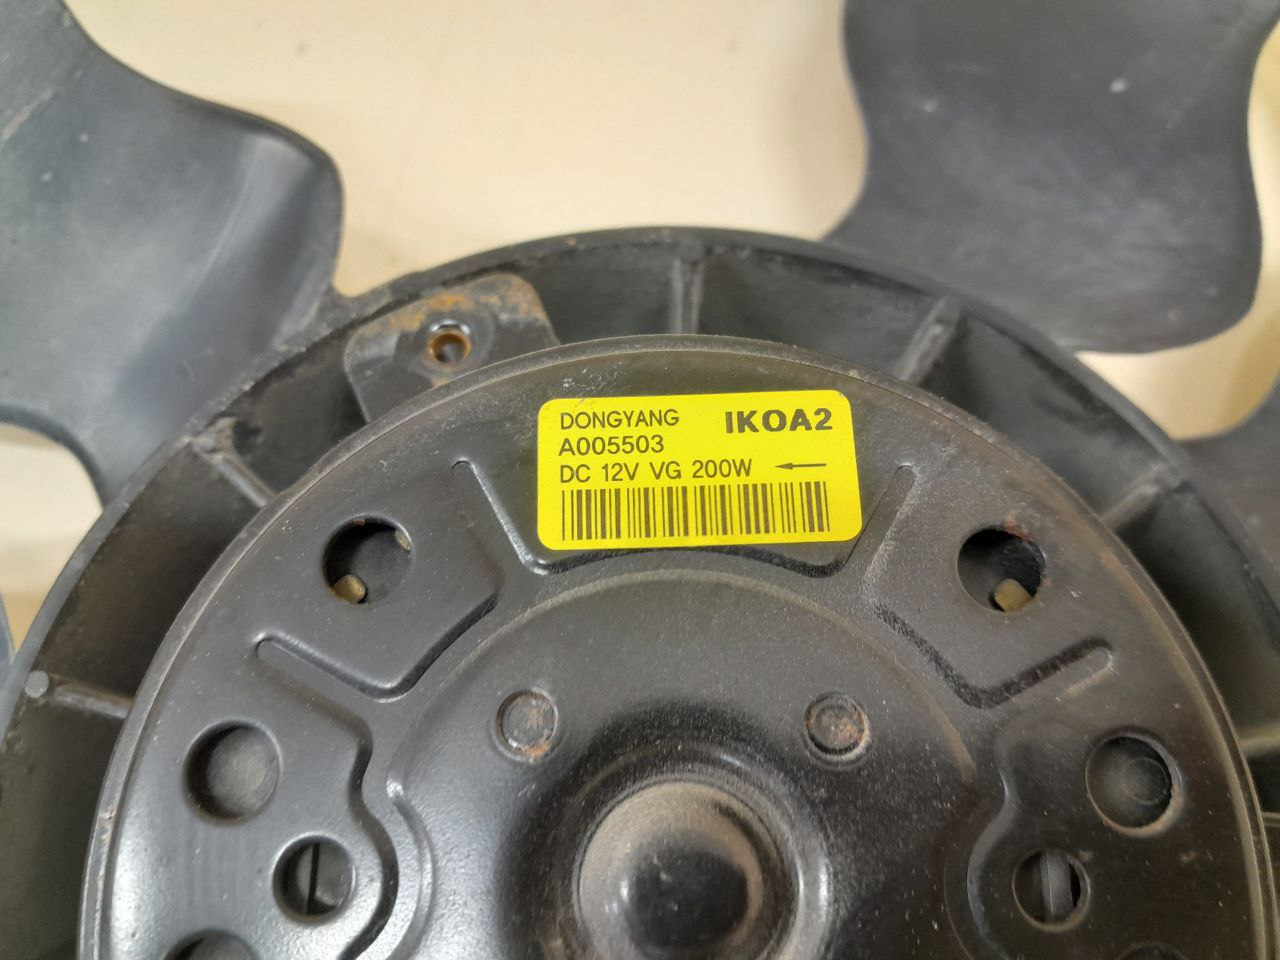 DONGYANG IKOA2
A005503
DC 12V VG 200W ←